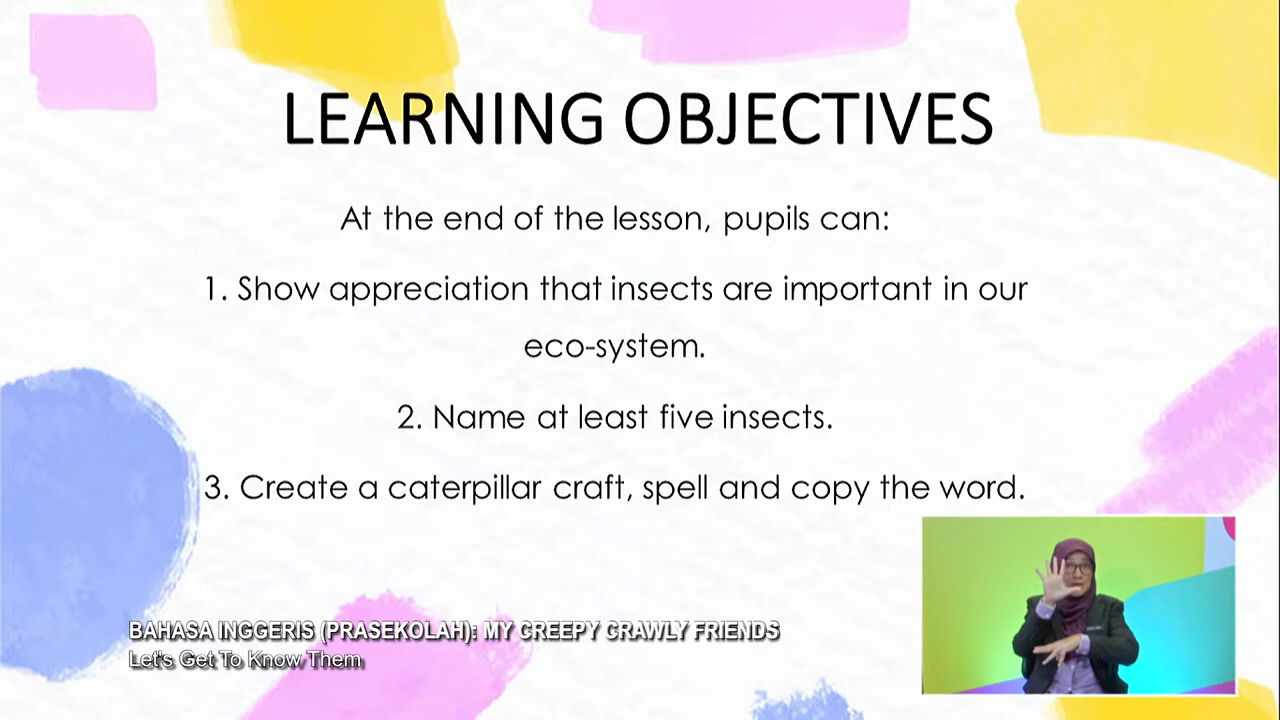 LEARNING OBJECTIVES
At the end of the lesson, pupils can:
1. Show appreciation that insects are important in our
eco-system.
2. Name at least five insects.
3. Create a caterpillar craft, spell and copy the word.
BAHASA INGGERIS (PRASEKOLAH): MY CREEPY CRAWLY FRIENDS
Let's Get To Know Them